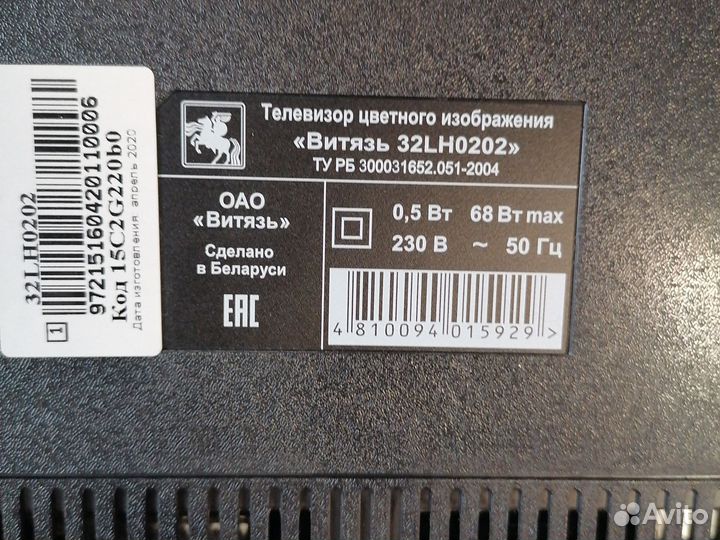 Телевизор цветного изображения
«Витязь 32LH0202»
ТУ РБ 300031652.051-2004
ОАО
«Витязь»
Сделано
в Беларуси
EAC
0,5 Вт 68 Вт max
230 В ~ 50 Гц
4 810094 015929 >
32LH0202
1
97215160420110006
Код 15C2G220b0
Дата изготовления апрель 2020
Avito